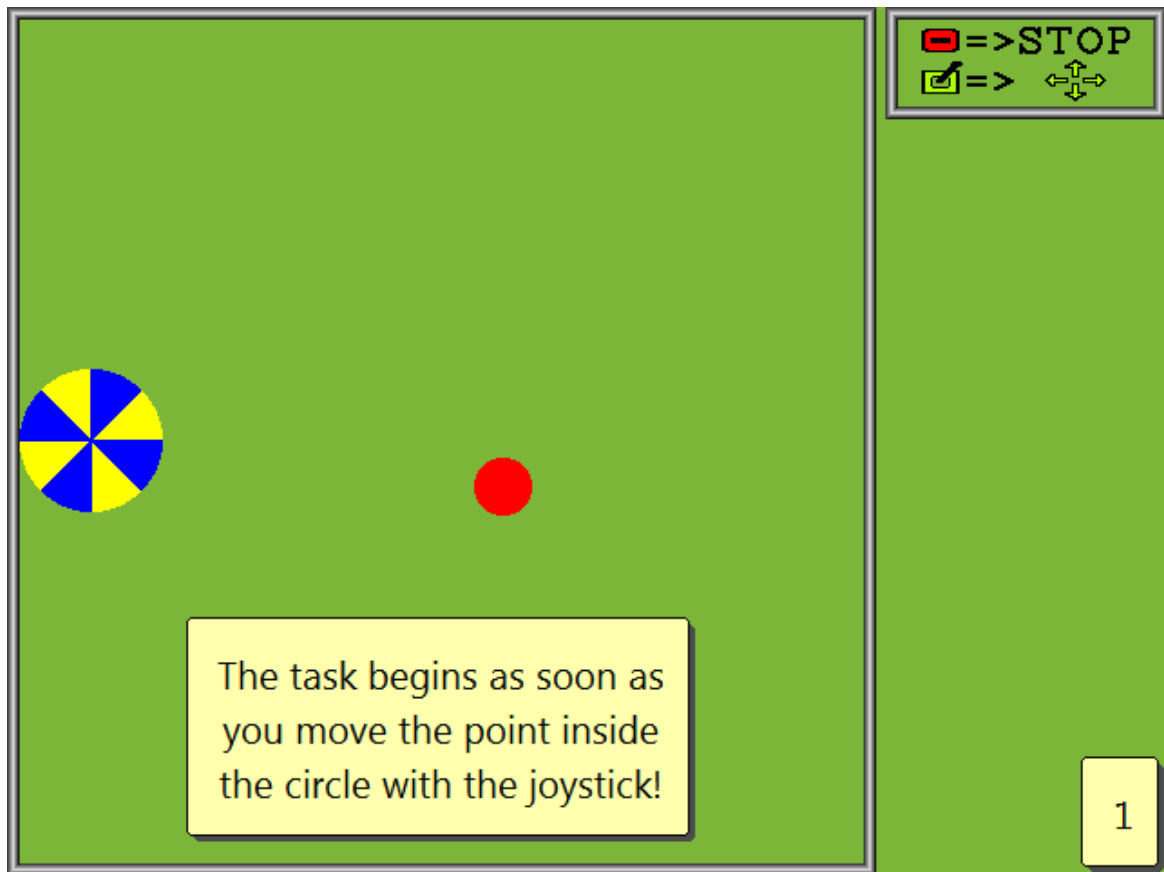 =>STOP
=>
The task begins as soon as
you move the point inside
the circle with the joystick!
1